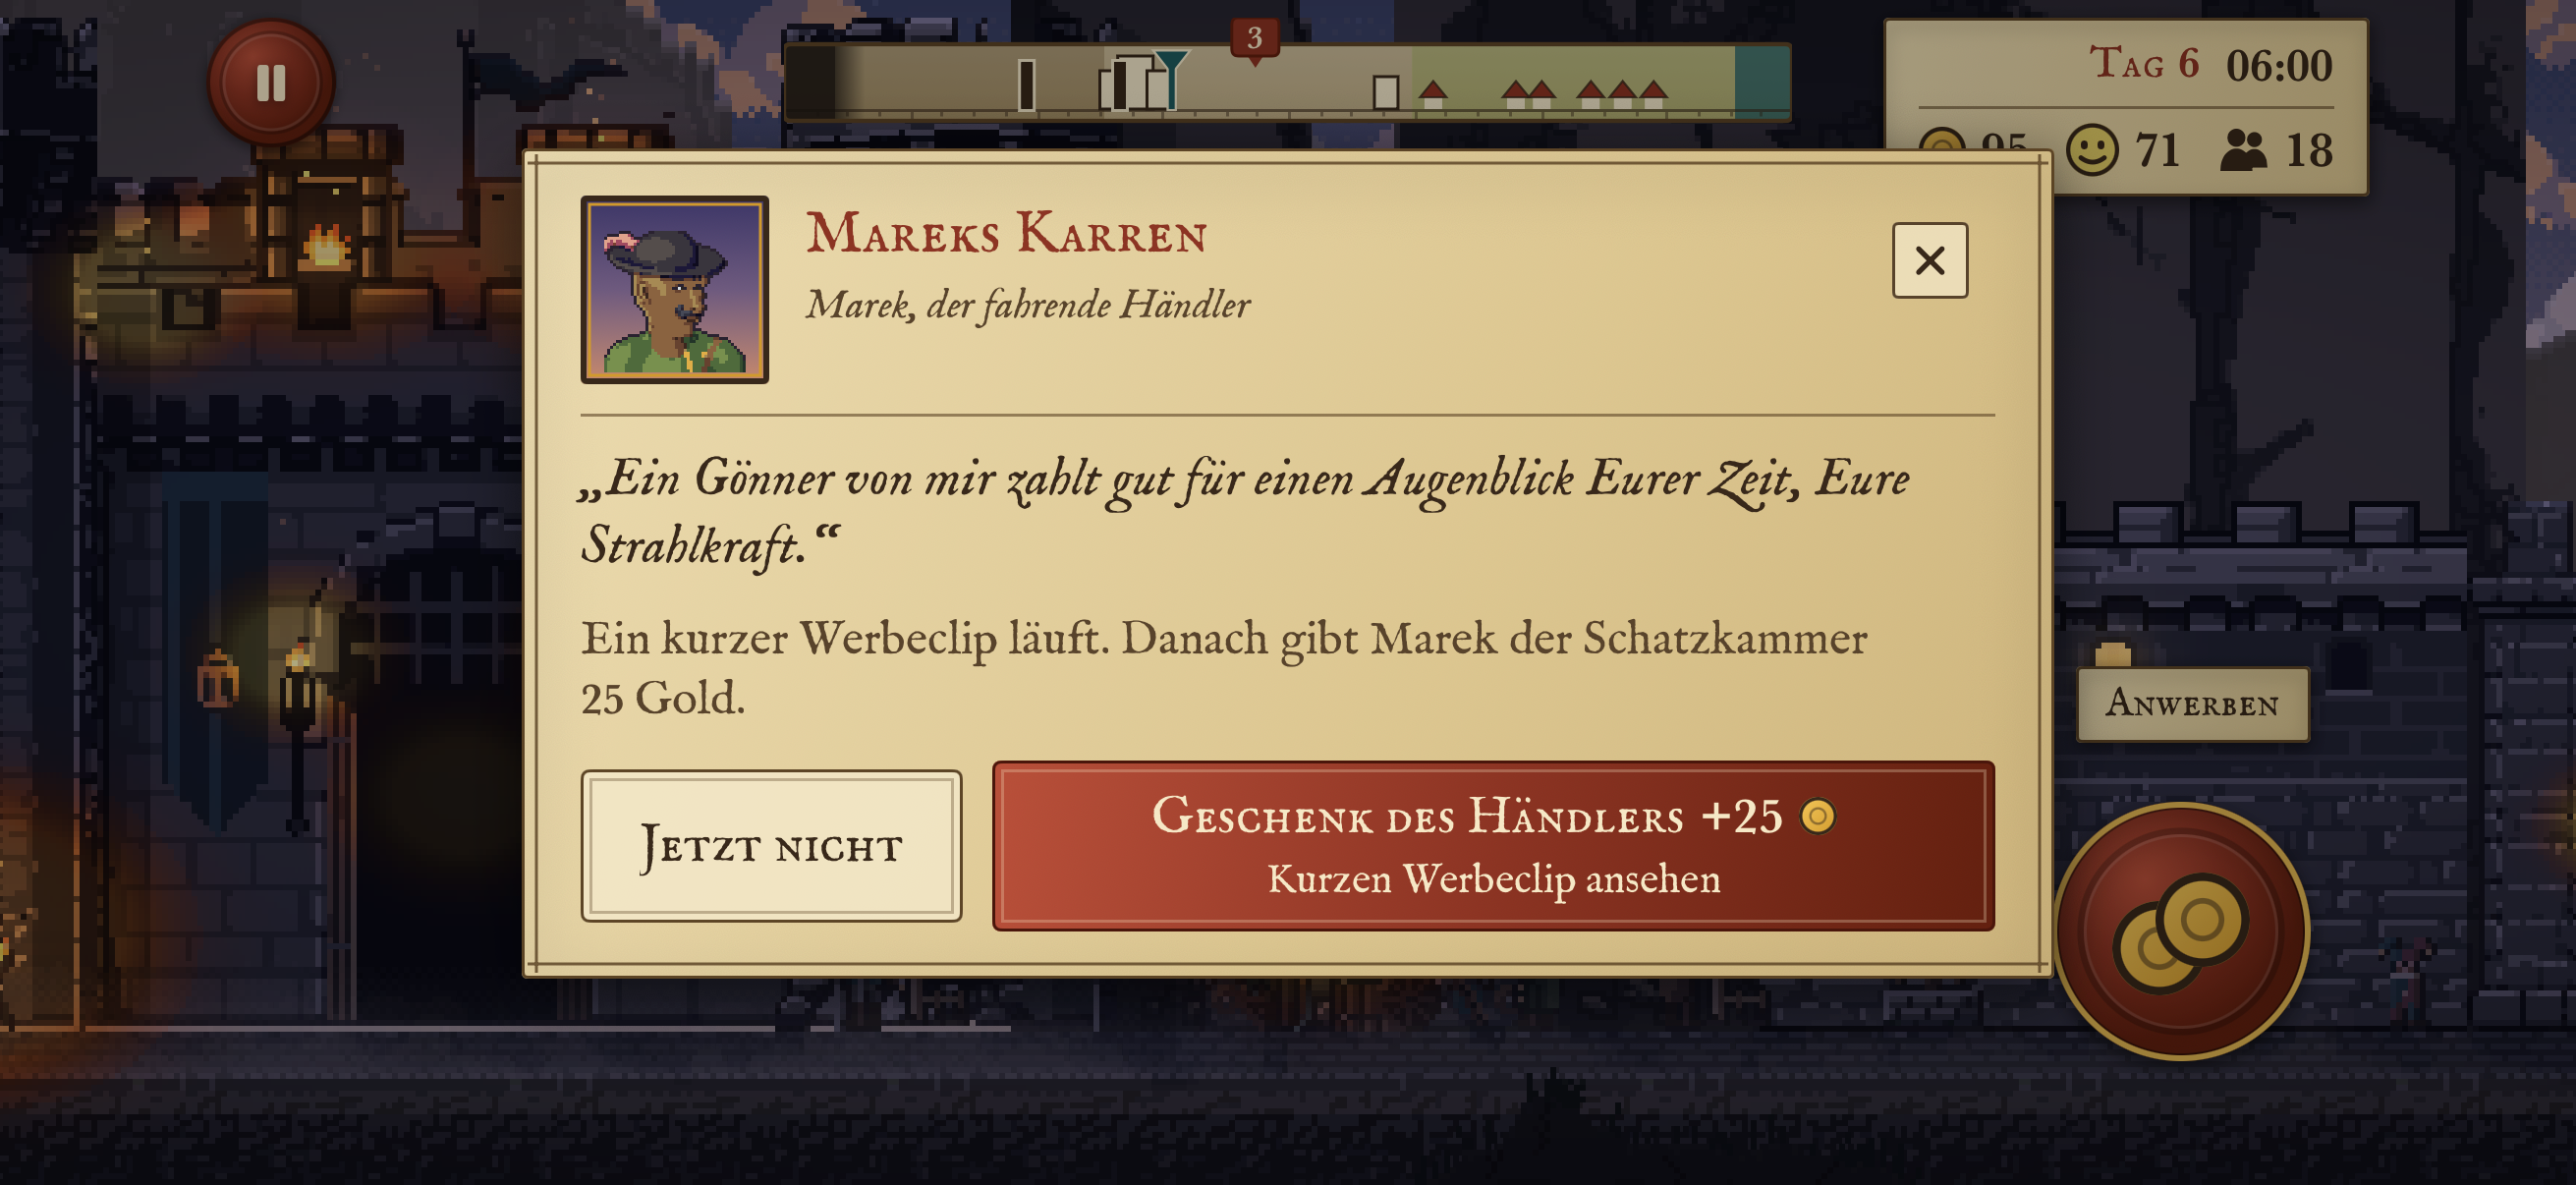 3
Tag 6 06:00
95 71 18
Mareks Karren
Marek, der fahrende Händler
„Ein Gönner von mir zahlt gut für einen Augenblick Eurer Zeit, Eure
Strahlkraft.“
Ein kurzer Werbeclip läuft. Danach gibt Marek der Schatzkammer
25 Gold.
Anwerben
Jetzt nicht
Geschenk des Händlers +25
Kurzen Werbeclip ansehen